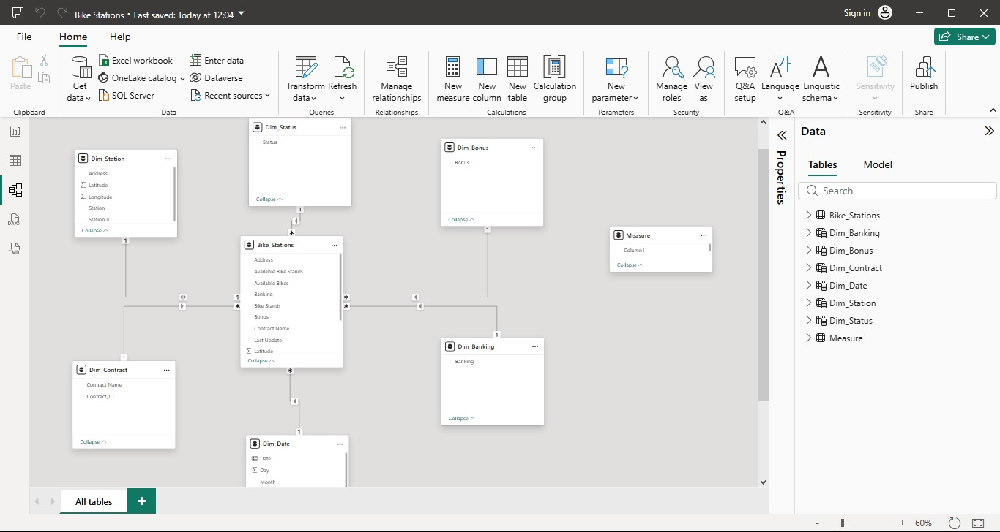 Bike Stations • Last saved: Today at 12:04
Sign in
File
Home
Help
Share
Paste
Clipboard
Get data
Excel workbook
OneLake catalog
SQL Server
Enter data
Dataverse
Recent sources
Data
Transform data
Refresh
Queries
Manage relationships
Relationships
New measure
New column
New table
Calculation group
Calculations
New parameter
Parameters
Manage roles
View as
Security
Q&A setup
Language
Linguistic schema
Q&A
Sensitivity
Sensitivity
Publish
Share
DAX
TMDL
Dim_Status
Status
Collapse
Dim_Station
Address
Σ Latitude
Σ Longitude
Station
Station ID
Collapse
Dim_Bonus
Bonus
Collapse
Measure
Column1
Collapse
Bike_Stations
Address
Available Bike Stands
Available Bikes
Banking
Bike Stands
Bonus
Contract Name
Last Update
Σ Latitude
Collapse
1
*
1
1
1
*
*
*
1
1
*
1
Dim_Contract
Contract Name
Contract_ID
Collapse
Dim_Banking
Banking
Collapse
Dim_Date
Date
Σ Day
Month
Properties
Data
Tables
Model
Search
Bike_Stations
Dim_Banking
Dim_Bonus
Dim_Contract
Dim_Date
Dim_Station
Dim_Status
Measure
All tables
+
- + 60%